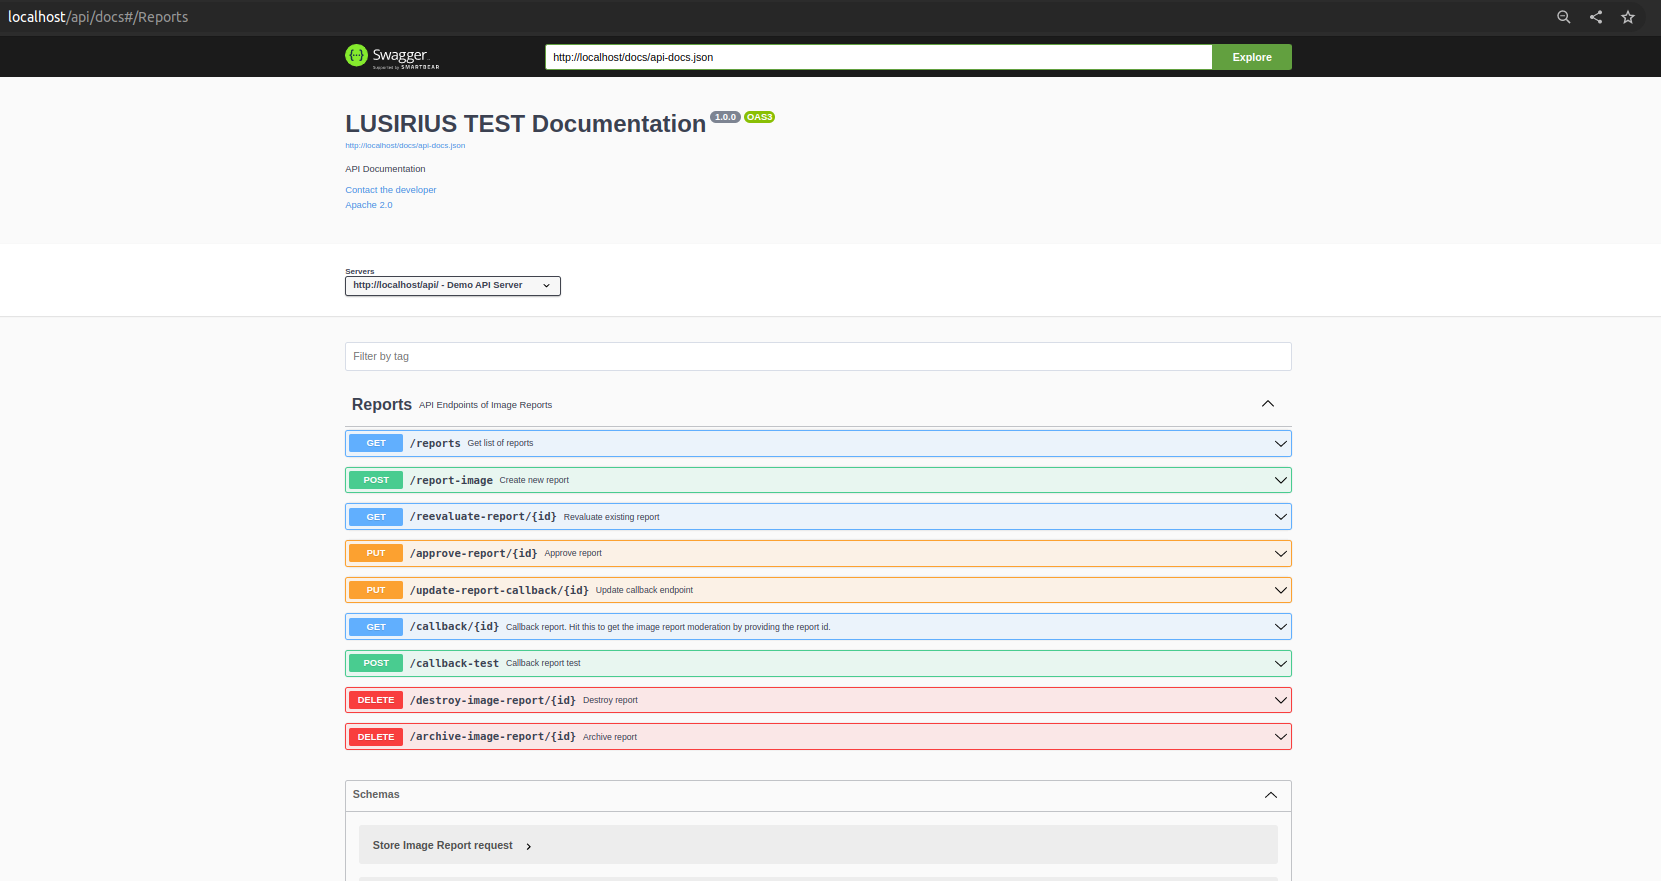 localhost/api/docs#/Reports
Swagger
Supported by SMARTBEAR
http://localhost/docs/api-docs.json
Explore
LUSIRIUS TEST Documentation 1.0.0 OAS3
http://localhost/docs/api-docs.json
API Documentation
Contact the developer
Apache 2.0
Servers
http://localhost/api/ - Demo API Server
Filter by tag
Reports API Endpoints of Image Reports
GET /reports Get list of reports
POST /report-image Create new report
GET /reevaluate-report/{id} Revaluate existing report
PUT /approve-report/{id} Approve report
PUT /update-report-callback/{id} Update callback endpoint
GET /callback/{id} Callback report. Hit this to get the image report moderation by providing the report id.
POST /callback-test Callback report test
DELETE /destroy-image-report/{id} Destroy report
DELETE /archive-image-report/{id} Archive report
Schemas
Store Image Report request